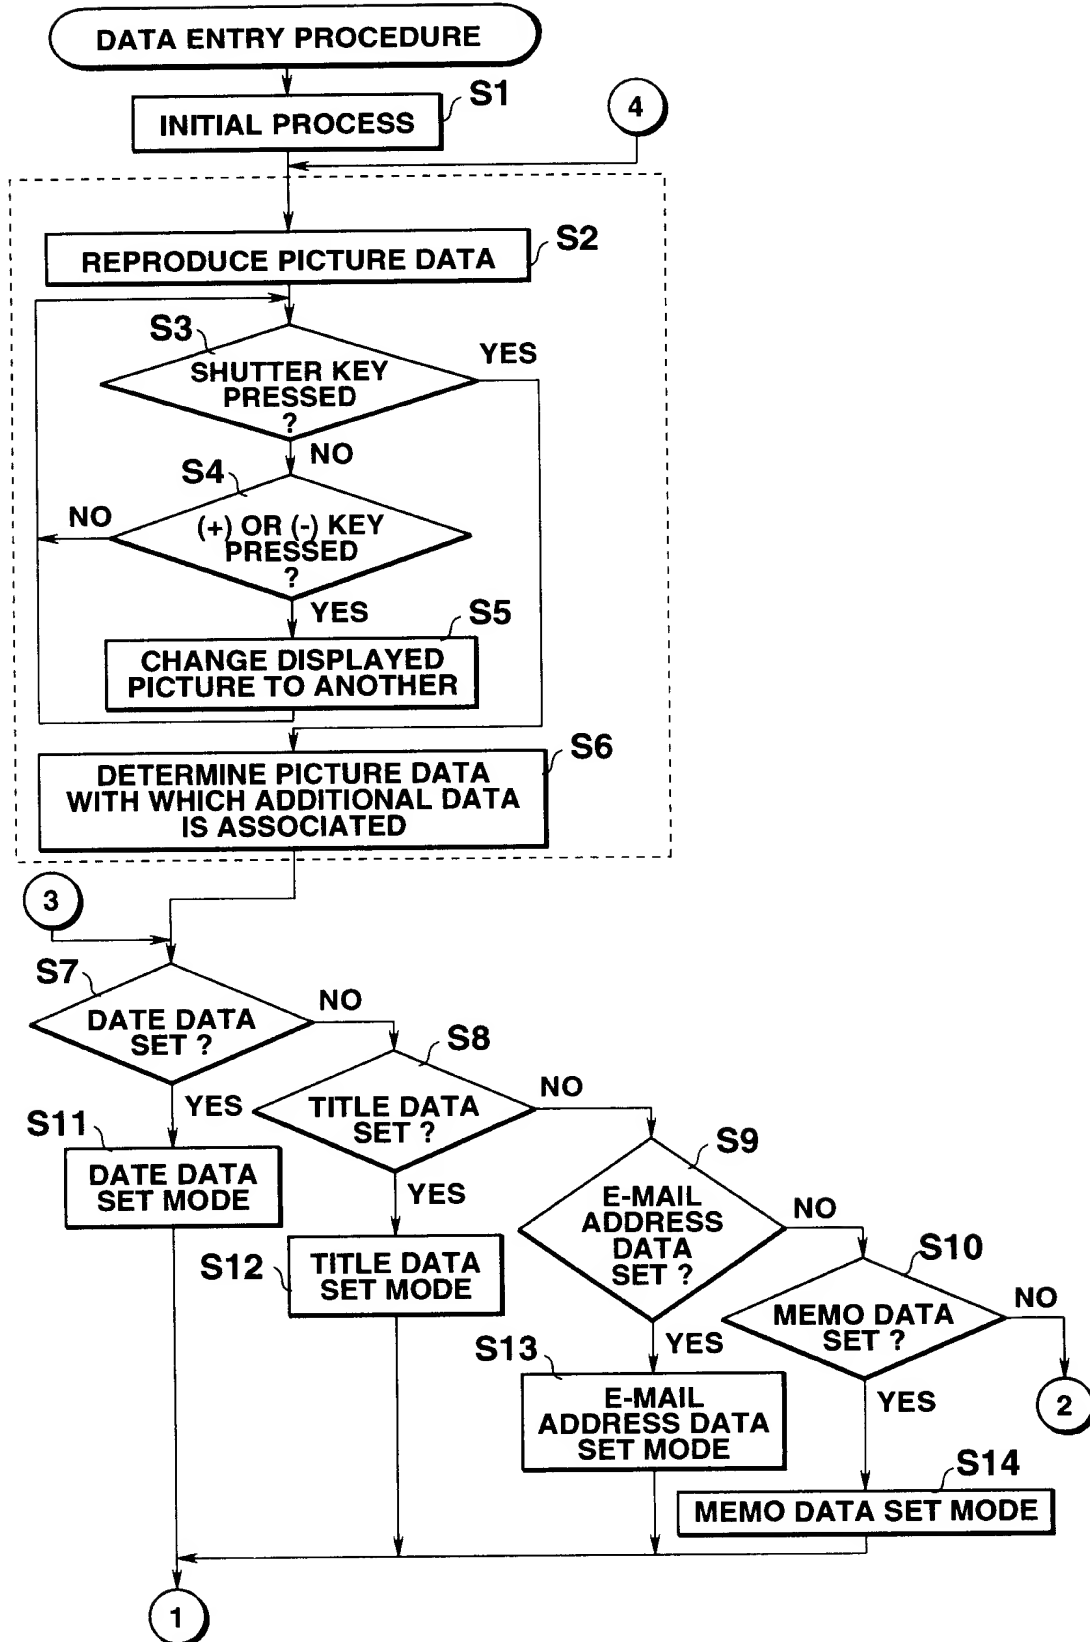 DATA ENTRY PROCEDURE
S1
INITIAL PROCESS
4
S2
REPRODUCE PICTURE DATA
S3
SHUTTER KEY
PRESSED
?
YES
NO
S4
(+) OR (-) KEY
PRESSED
?
NO
YES
S5
CHANGE DISPLAYED
PICTURE TO ANOTHER
S6
DETERMINE PICTURE DATA
WITH WHICH ADDITIONAL DATA
IS ASSOCIATED
3
S7
DATE DATA
SET ?
NO
YES
S8
TITLE DATA
SET ?
NO
YES
S9
E-MAIL
ADDRESS
DATA
SET ?
NO
YES
S10
MEMO DATA
SET ?
NO
YES
2
S11
DATE DATA
SET MODE
S12
TITLE DATA
SET MODE
S13
E-MAIL
ADDRESS DATA
SET MODE
S14
MEMO DATA SET MODE
1